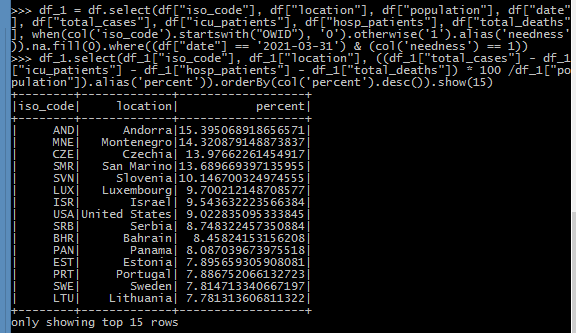 >>> df_1 = df.select(df["iso_code"], df["location"], df["population"], df["date"
], df["total_cases"], df["icu_patients"], df["hosp_patients"], df["total_deaths"
], when(col('iso_code').startswith("OWID"), '0').otherwise('1').alias('needness'
)).na.fill(0).where((df["date"] == '2021-03-31') & (col('needness') == 1))
>>> df_1.select(df_1["iso_code"], df_1["location"], ((df_1["total_cases"] - df_1
["icu_patients"] - df_1["hosp_patients"] - df_1["total_deaths"]) * 100 /df_1["po
pulation"]).alias('percent')).orderBy(col('percent').desc()).show(15)
+--------+-------------+------------------+
|iso_code|     location|           percent|
+--------+-------------+------------------+
|     AND|      Andorra|15.395068918656571|
|     MNE|   Montenegro|14.320879148873837|
|     CZE|      Czechia| 13.97662261454917|
|     SMR|   San Marino|13.689669397135955|
|     SVN|     Slovenia|10.146700324974555|
|     LUX|   Luxembourg| 9.700212148708577|
|     ISR|       Israel| 9.543632223566384|
|     USA|United States| 9.022835095333845|
|     SRB|       Serbia| 8.748322457350884|
|     BHR|      Bahrain|  8.45824153156208|
|     PAN|       Panama| 8.087039673975518|
|     EST|      Estonia| 7.895659305908081|
|     PRT|     Portugal| 7.886752066132723|
|     SWE|       Sweden| 7.814713340667197|
|     LTU|    Lithuania| 7.781313606811322|
+--------+-------------+------------------+
only showing top 15 rows